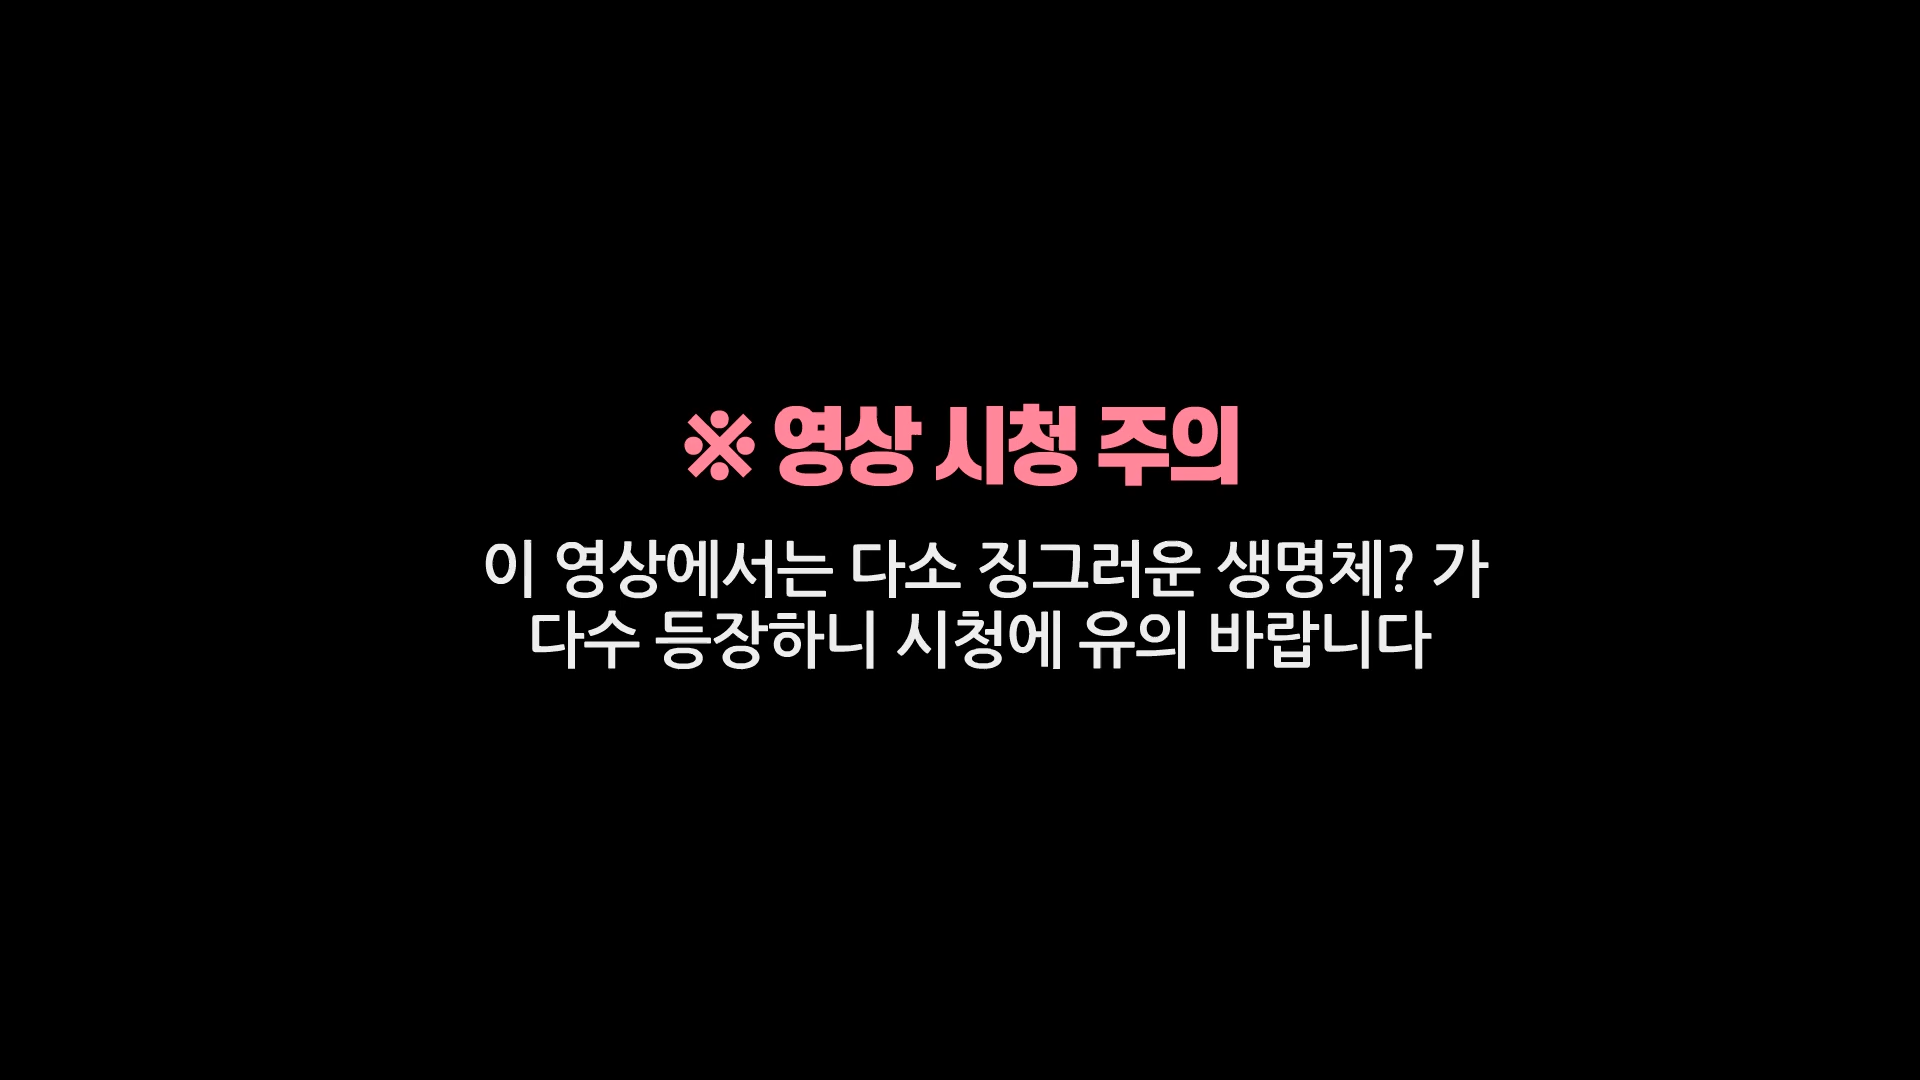 ※ 영상 시청 주의
이 영상에서는 다소 징그러운 생명체? 가
다수 등장하니 시청에 유의 바랍니다